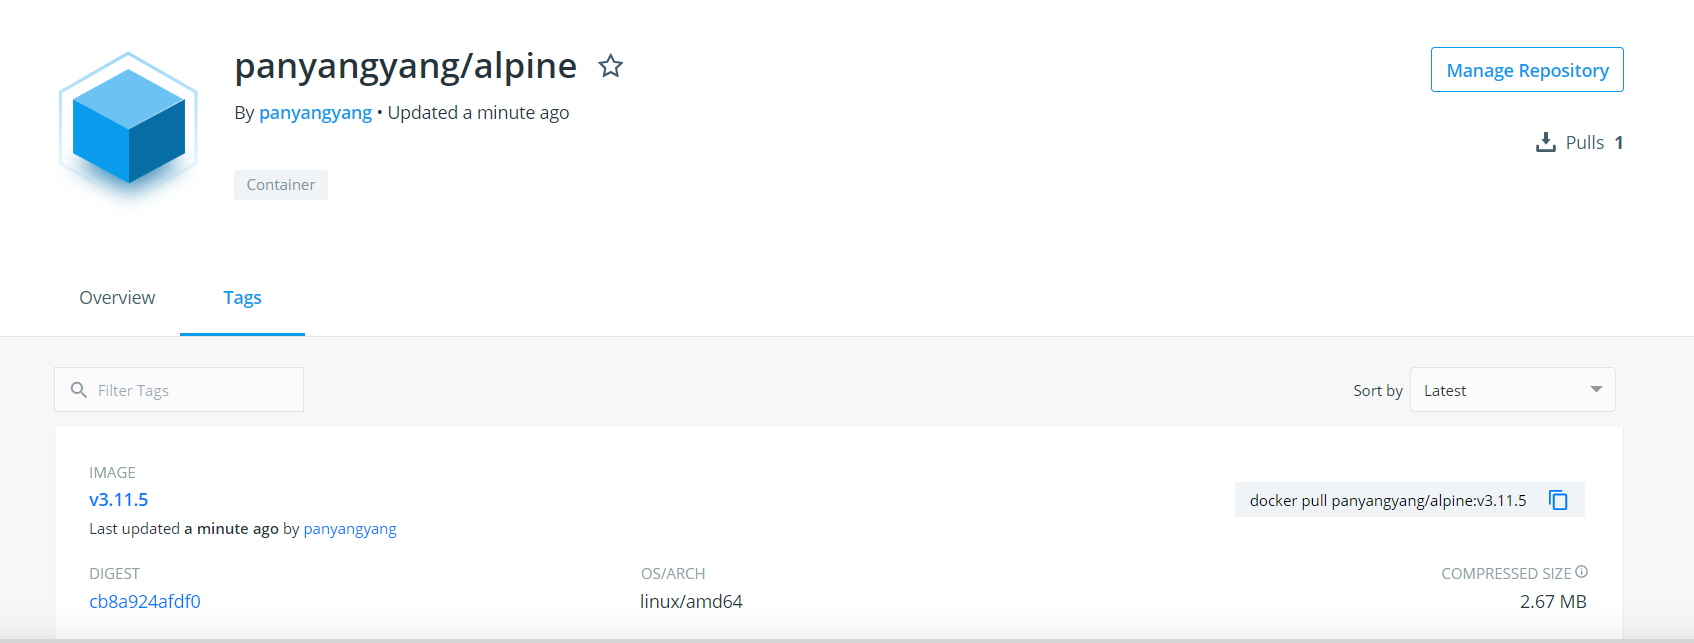 panyangyang/alpine
By panyangyang • Updated a minute ago
Manage Repository
Pulls 1
Container
Overview Tags
Filter Tags
Sort by Latest
IMAGE
v3.11.5
docker pull panyangyang/alpine:v3.11.5
Last updated a minute ago by panyangyang
DIGEST OS/ARCH COMPRESSED SIZE
cb8a924afdf0 linux/amd64 2.67 MB